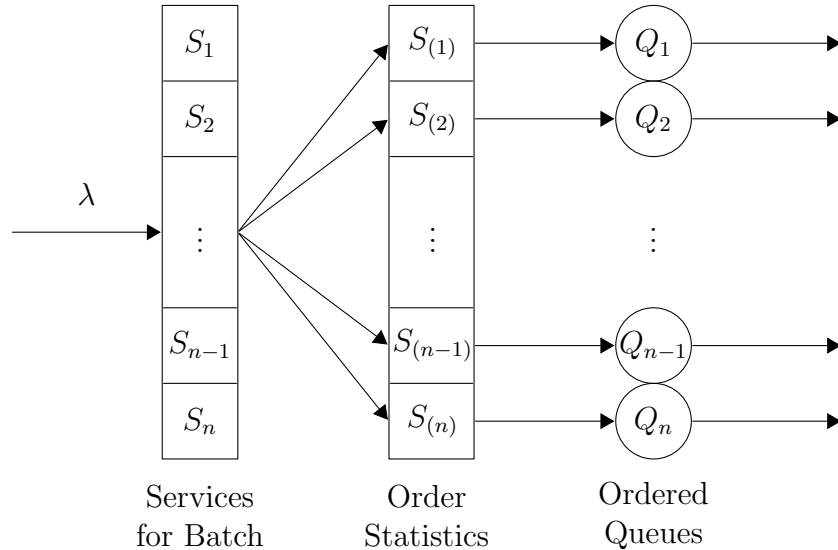 S₁ S₍₁₎ Q₁
S₂ S₍₂₎ Q₂
λ
⋮ ⋮ ⋮
Sₙ₋₁ S₍ₙ₋₁₎ Qₙ₋₁
Sₙ S₍ₙ₎ Qₙ
Services Order Ordered
for Batch Statistics Queues